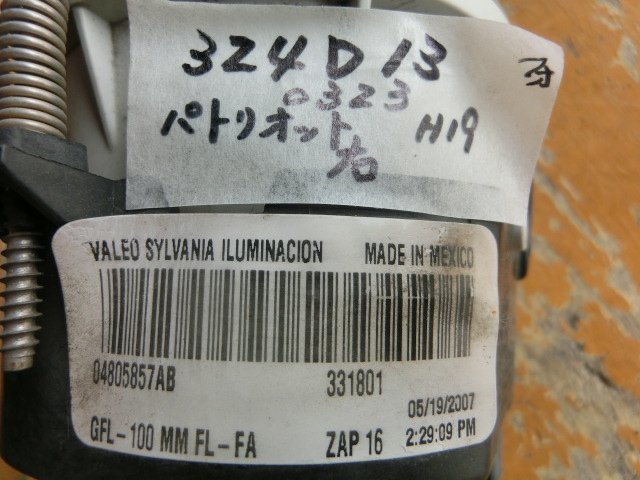 324D13
0323
パトリオット H19
右
VALEO SYLVANIA ILUMINACION MADE IN MEXICO
04805857AB 331801
05/19/2007
GFL-100 MM FL-FA ZAP 16 2:29:09 PM